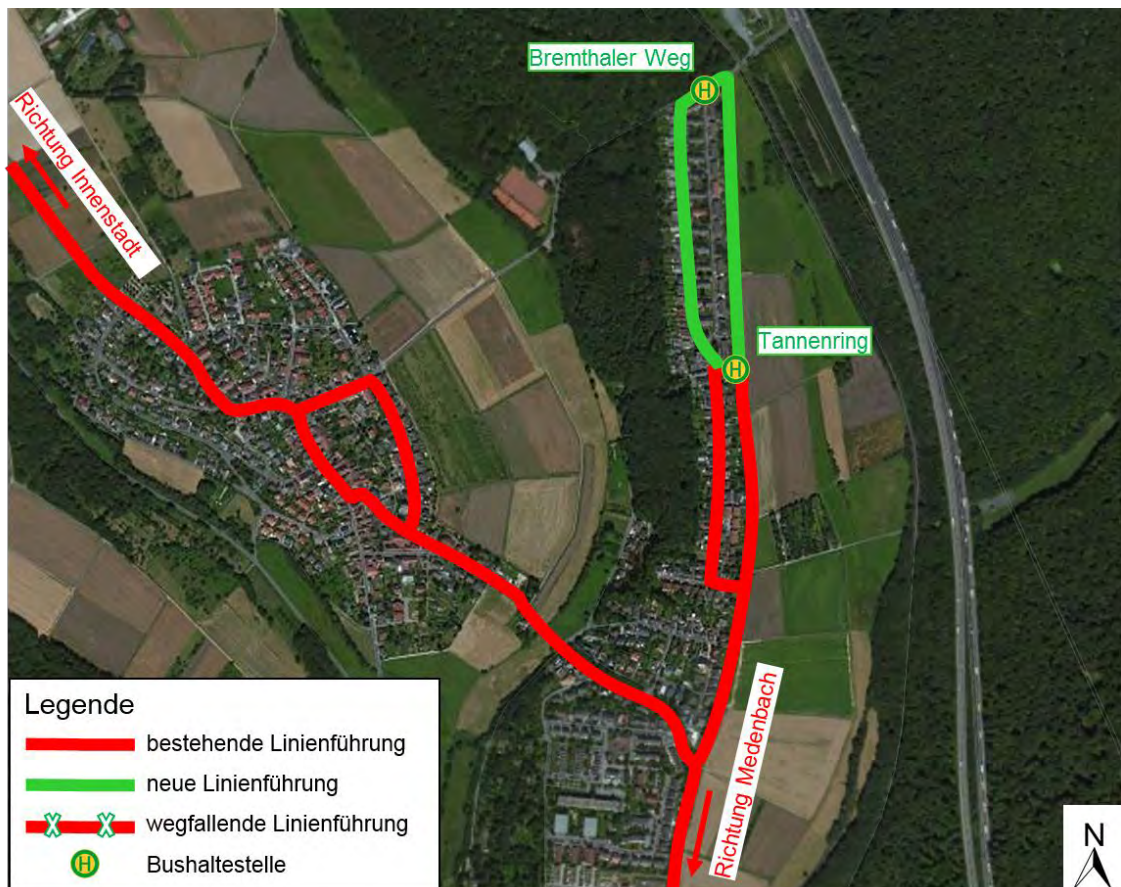 Bremthaler Weg
H
Richtung Innenstadt
Tannenring
H
Richtung Medenbach
Legende
bestehende Linienführung
neue Linienführung
X X wegfallende Linienführung
H Bushaltestelle
N